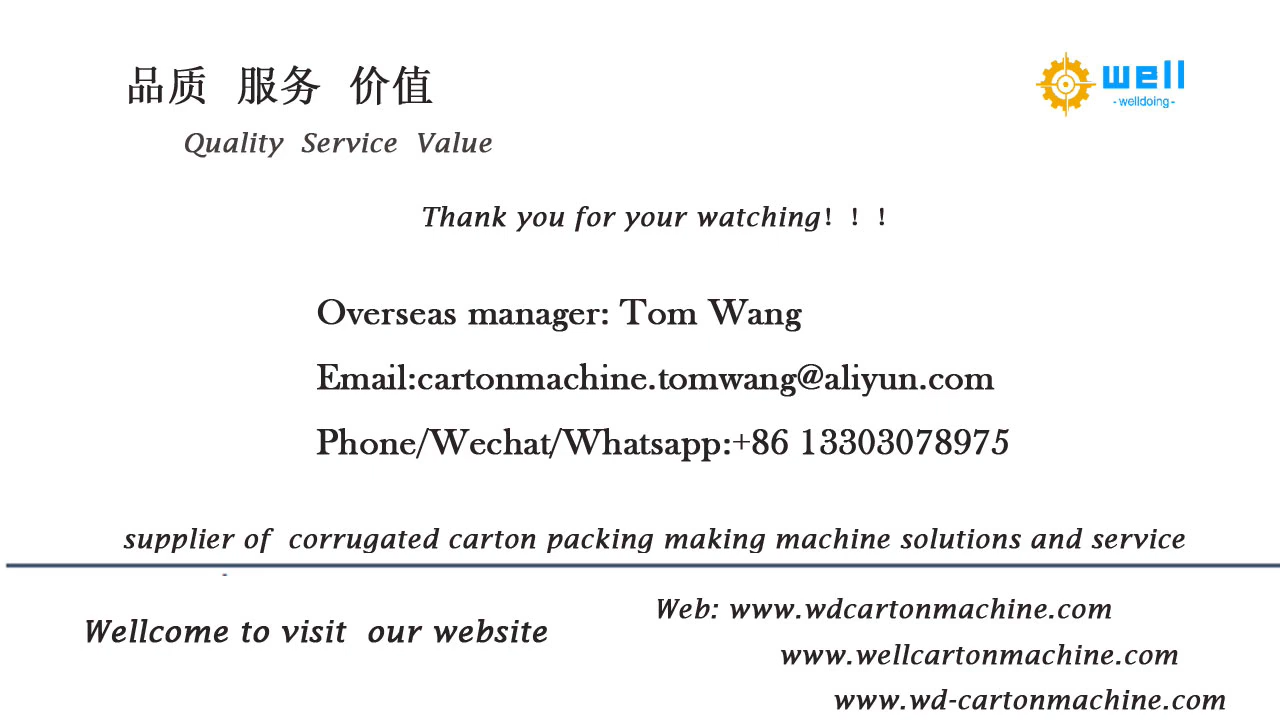 品质 服务 价值
well
-welldoing-
Quality Service Value
Thank you for your watching！！！
Overseas manager: Tom Wang
Email:cartonmachine.tomwang@aliyun.com
Phone/Wechat/Whatsapp:+86 13303078975
supplier of corrugated carton packing making machine solutions and service
Wellcome to visit our website
Web: www.wdcartonmachine.com
www.wellcartonmachine.com
www.wd-cartonmachine.com